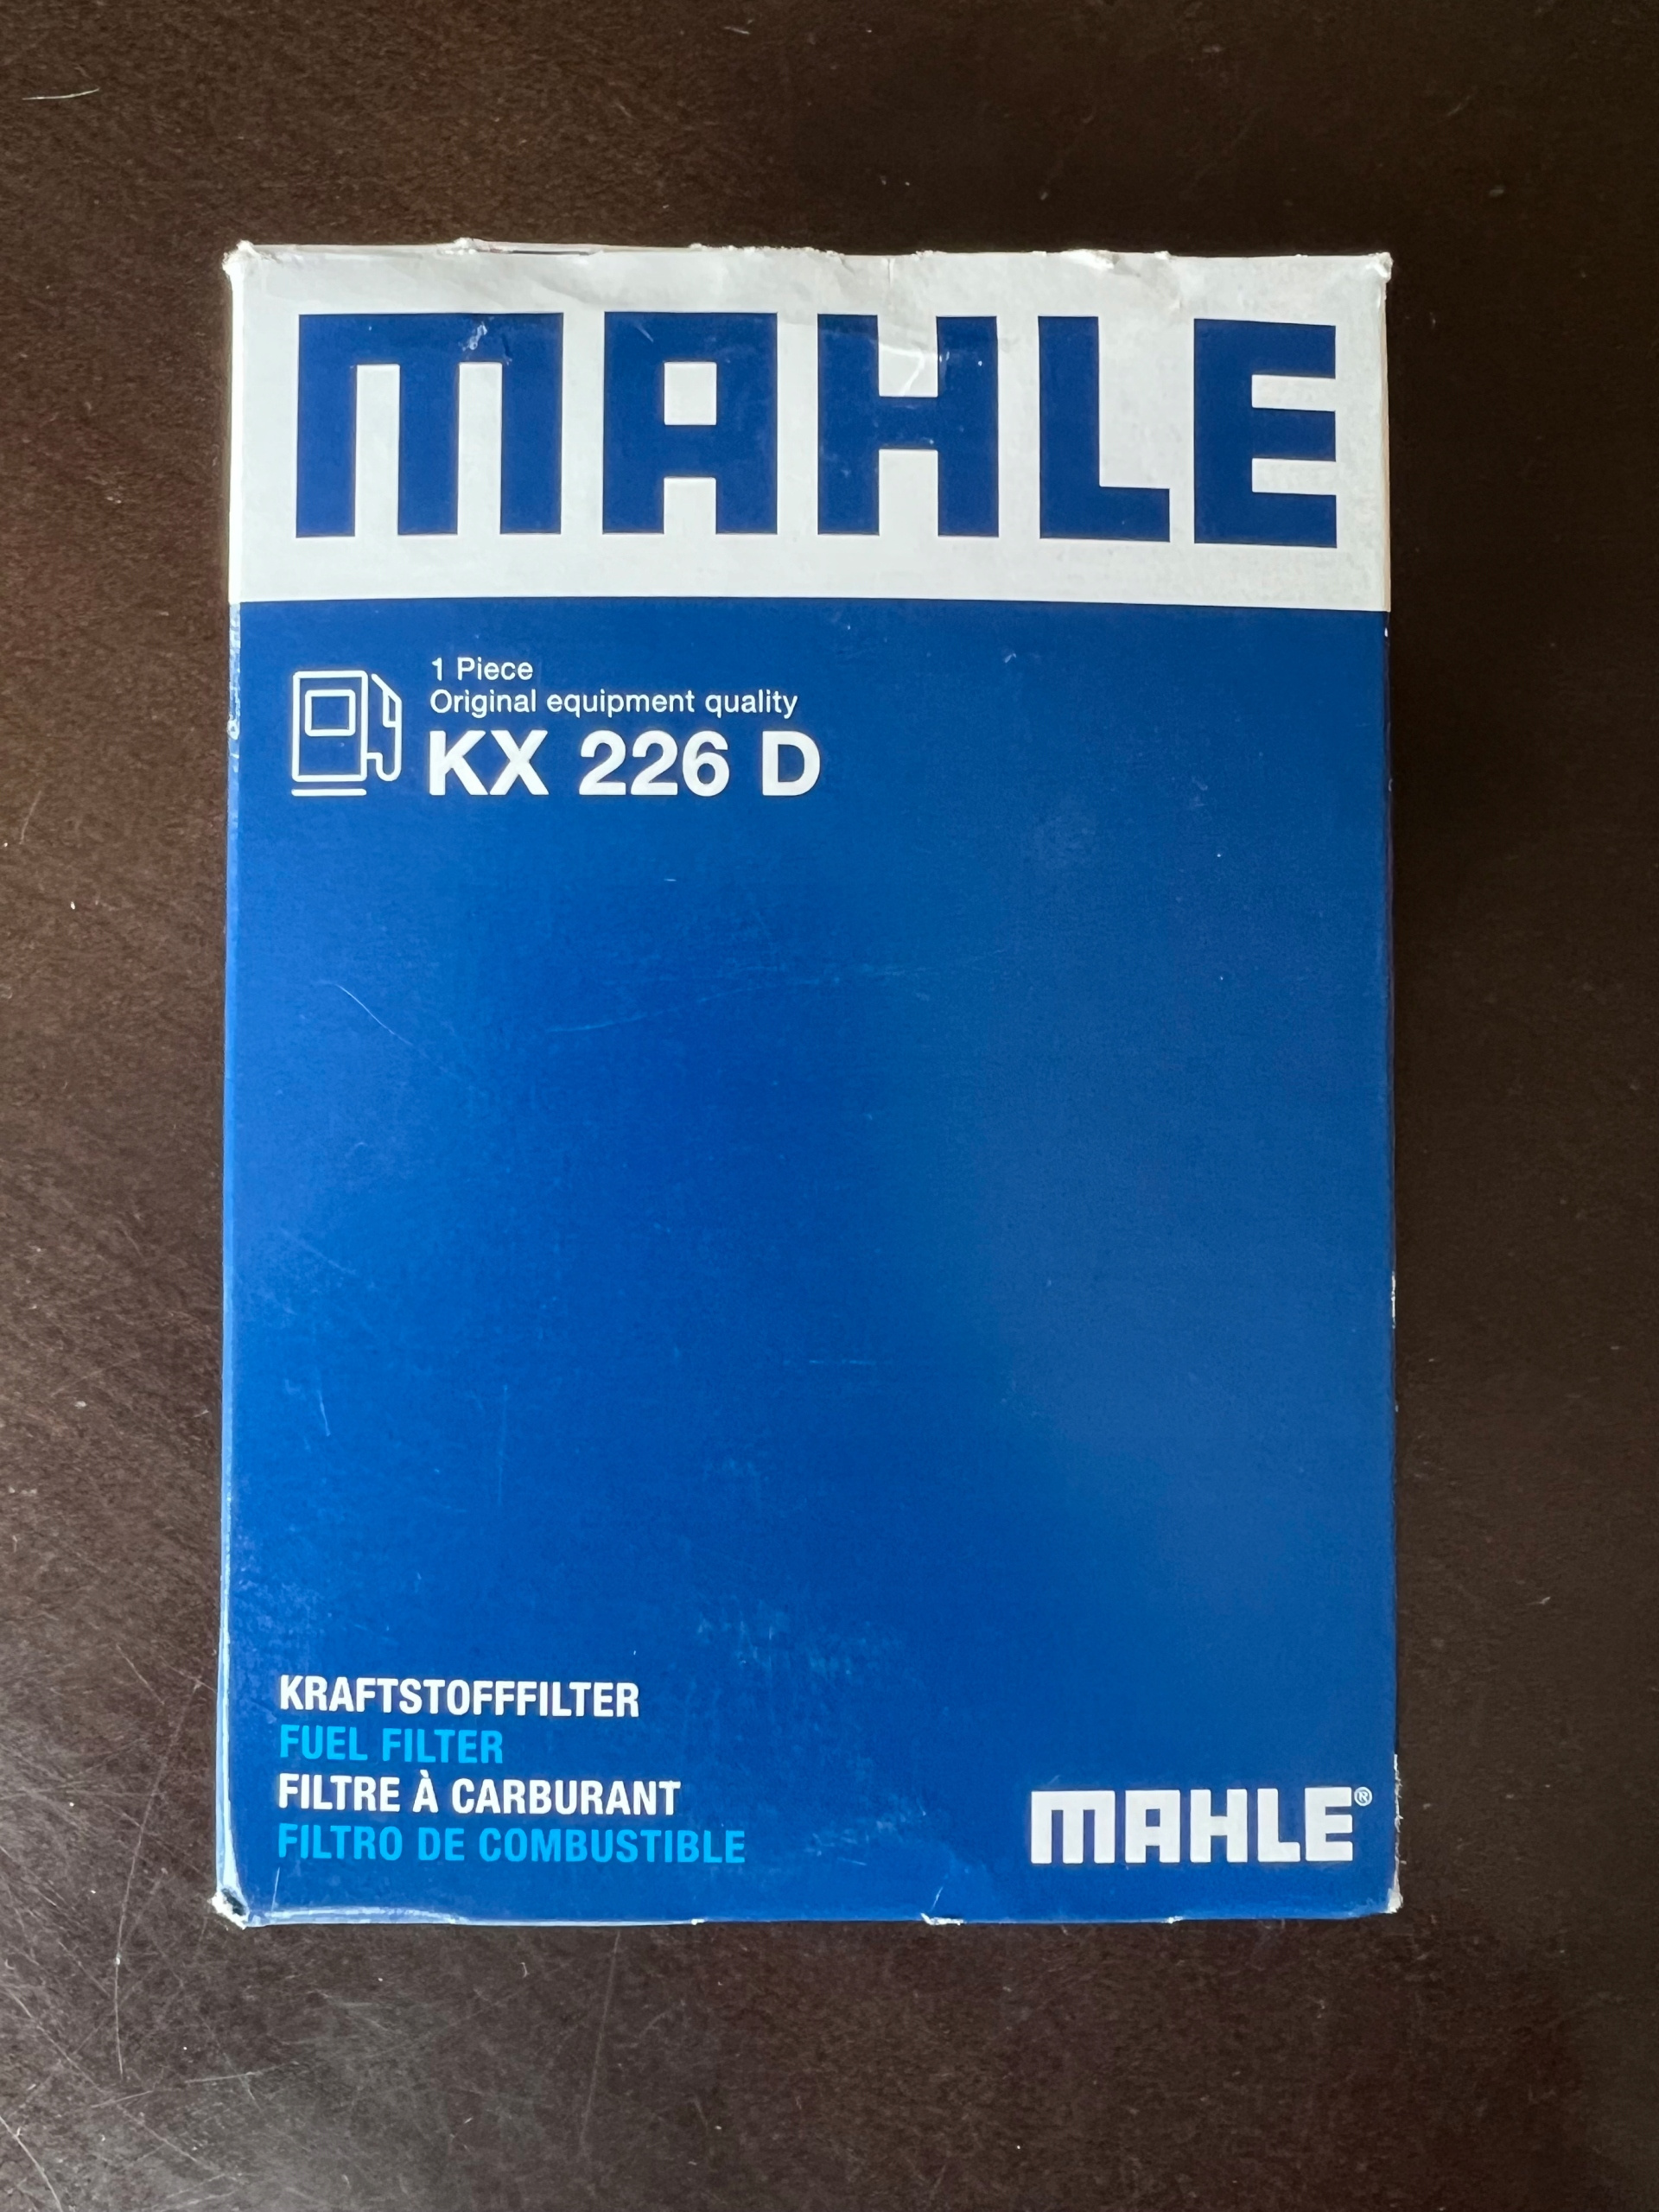 MAHLE
1 Piece
Original equipment quality
KX 226 D
KRAFTSTOFFFILTER
FUEL FILTER
FILTRE À CARBURANT
FILTRO DE COMBUSTIBLE
MAHLE®